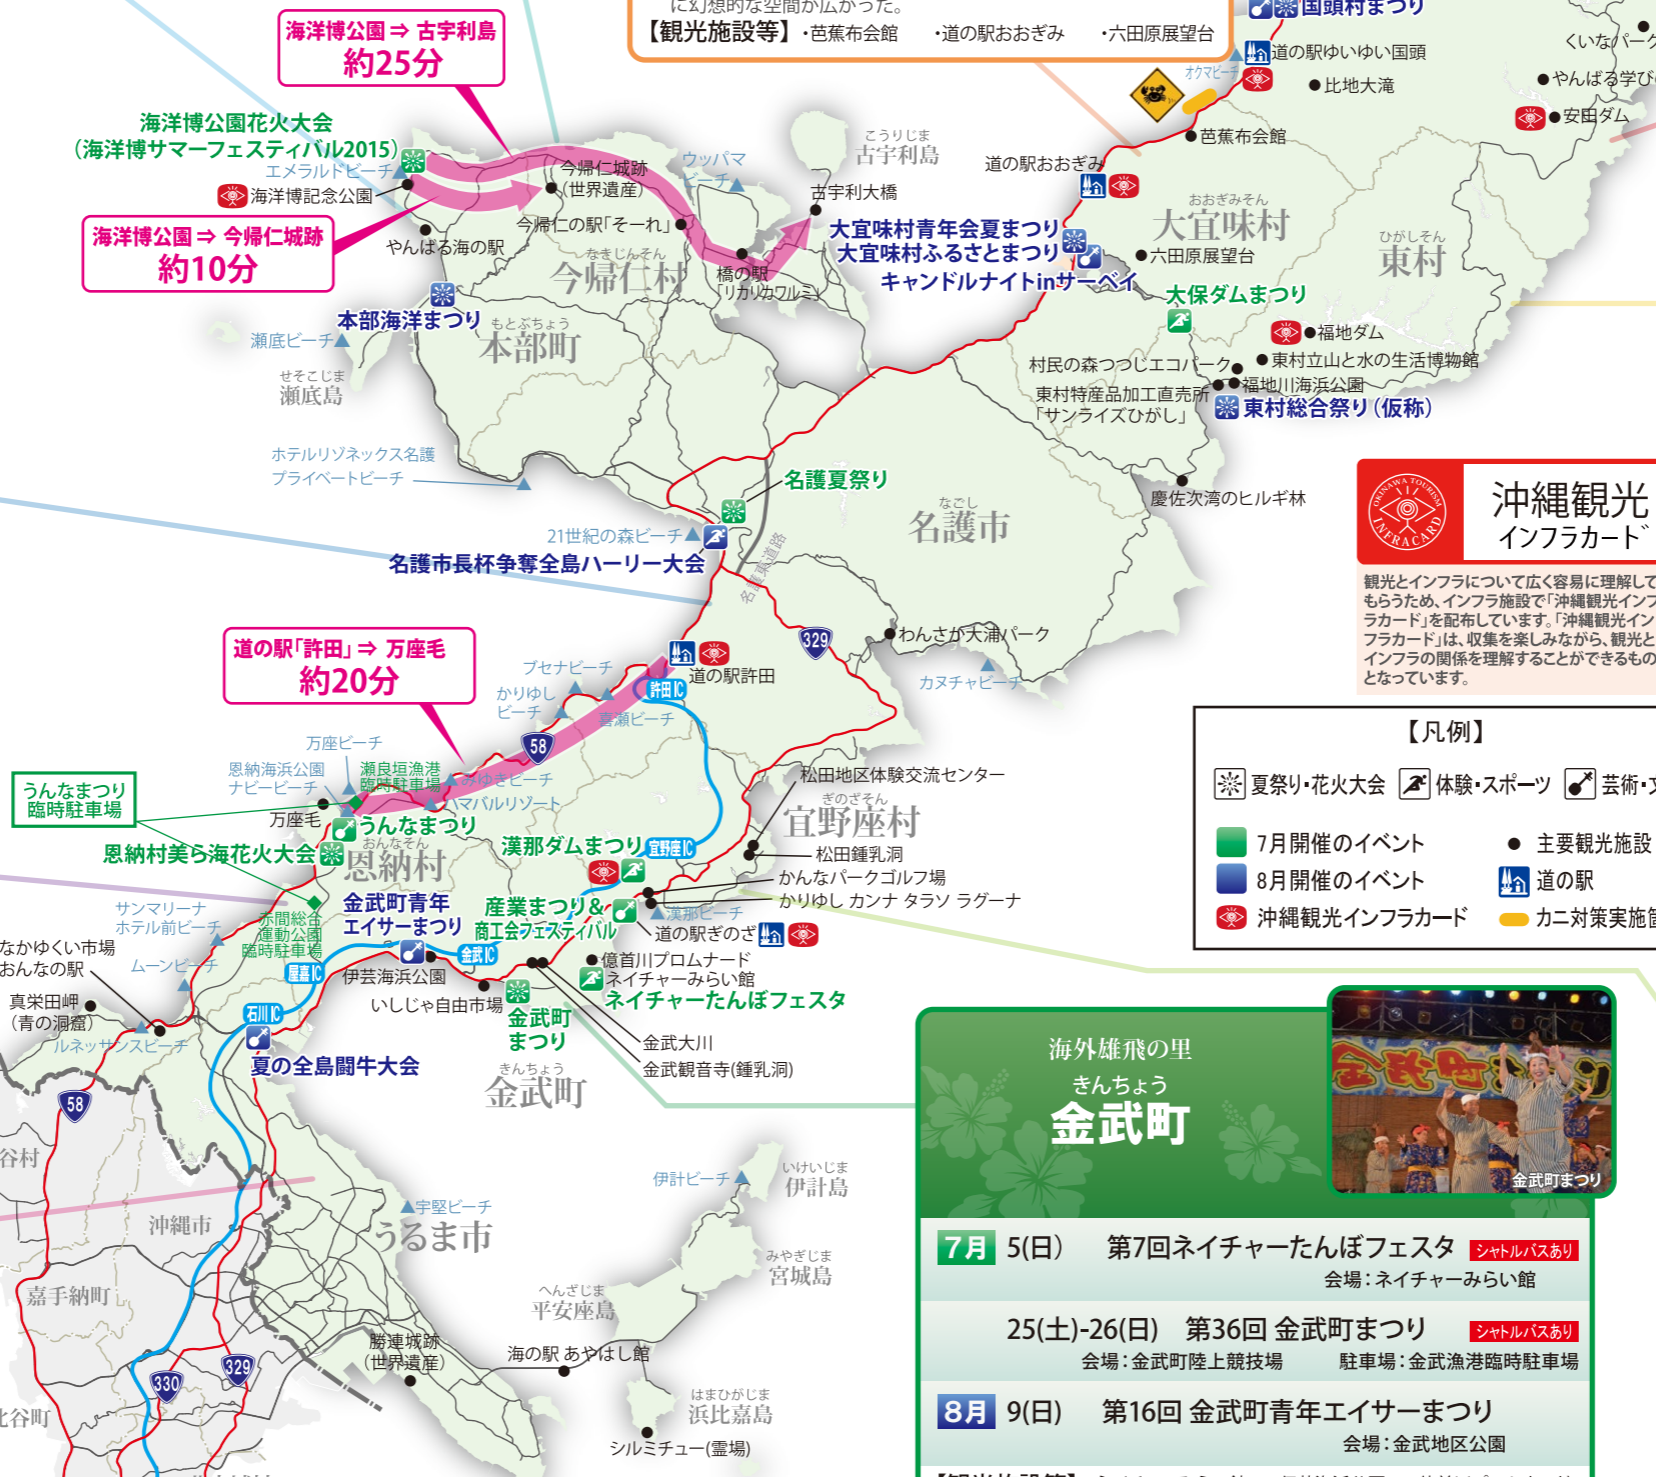 に幻想的な空間が広がった。
【観光施設等】・芭蕉布会館 ・道の駅おおぎみ ・六田原展望台
国頭村まつり
道の駅ゆいゆい国頭
オクマビーチ
比地大滝
くいなパーク
やんばる学び
安田ダム
芭蕉布会館
海洋博公園⇒古宇利島
約25分
海洋博公園花火大会
(海洋博サマーフェスティバル2015)
エメラルドビーチ
海洋博記念公園
海洋博公園⇒今帰仁城跡
約10分
やんばる海の駅
今帰仁城跡
(世界遺産)
今帰仁の駅「そーれ」
なきじんそん
今帰仁村
ウッパマ
ビーチ
こうりじま
古宇利島
古宇利大橋
橋の駅
「リカリカワルミ」
道の駅おおぎみ
おおぎみそん
大宜味村
大宜味村青年会夏まつり
大宜味村ふるさとまつり
キャンドルナイトinサーベイ
六田原展望台
ひがしそん
東村
大保ダムまつり
福地ダム
東村立山と水の生活博物館
村民の森つつじエコパーク
福地川海浜公園
東村特産品加工直売所
「サンライズひがし」
東村総合祭り(仮称)
慶佐次湾のヒルギ林
本部海洋まつり
もとぶちょう
本部町
瀬底ビーチ
せそこじま
瀬底島
ホテルリゾネックス名護
プライベートビーチ
名護夏祭り
なごし
名護市
21世紀の森ビーチ
名護市長杯争奪全島ハーリー大会
名護東道路
329
わんさか大浦パーク
カヌチャビーチ
道の駅「許田」⇒万座毛
約20分
道の駅許田
許田IC
ブセナビーチ
かりゆし
ビーチ
喜瀬ビーチ
58
万座ビーチ
恩納海浜公園
ナビービーチ
瀬良垣漁港
臨時駐車場
みゆきビーチ
ハマバルリゾート
うんなまつり
臨時駐車場
万座毛
うんなまつり
おんなそん
恩納村
恩納村美ら海花火大会
漢那ダムまつり
宜野座IC
松田地区体験交流センター
ぎのざそん
宜野座村
松田鍾乳洞
かんなパークゴルフ場
かりゆし カンナ タラソ ラグーナ
漢那ビーチ
道の駅ぎのざ
金武町青年
エイサーまつり
産業まつり&
商工会フェスティバル
サンマリーナ
ホテル前ビーチ
赤間総合
運動公園
臨時駐車場
なかゆくい市場
おんなの駅
ムーンビーチ
屋嘉IC
伊芸海浜公園
金武IC
億首川プロムナード
ネイチャーみらい館
ネイチャーたんぼフェスタ
いしじゃ自由市場
真栄田岬
(青の洞窟)
ルネッサンスビーチ
石川IC
夏の全島闘牛大会
金武町
まつり
きんちょう
金武町
金武大川
金武観音寺(鍾乳洞)
58
谷村
沖縄市
嘉手納町
宇堅ビーチ
うるま市
伊計ビーチ
いけいじま
伊計島
みやぎじま
宮城島
へんざじま
平安座島
勝連城跡
(世界遺産)
海の駅 あやはし館
はまひがじま
浜比嘉島
シルミチュー(霊場)
329
330
比谷町
OKINAWA TOURISM
INFRACARD
沖縄観光
インフラカード
観光とインフラについて広く容易に理解して
もらうため、インフラ施設で「沖縄観光インフ
ラカード」を配布しています。「沖縄観光イン
フラカード」は、収集を楽しみながら、観光と
インフラの関係を理解することができるもの
となっています。
【凡例】
夏祭り・花火大会 体験・スポーツ 芸術・文
7月開催のイベント 主要観光施設
8月開催のイベント 道の駅
沖縄観光インフラカード カニ対策実施箇
海外雄飛の里
きんちょう
金武町
金武町まつり
7月 5(日) 第7回ネイチャーたんぼフェスタ シャトルバスあり
会場:ネイチャーみらい館
25(土)-26(日) 第36回 金武町まつり シャトルバスあり
会場:金武町陸上競技場 駐車場:金武漁港臨時駐車場
8月 9(日) 第16回 金武町青年エイサーまつり
会場:金武地区公園